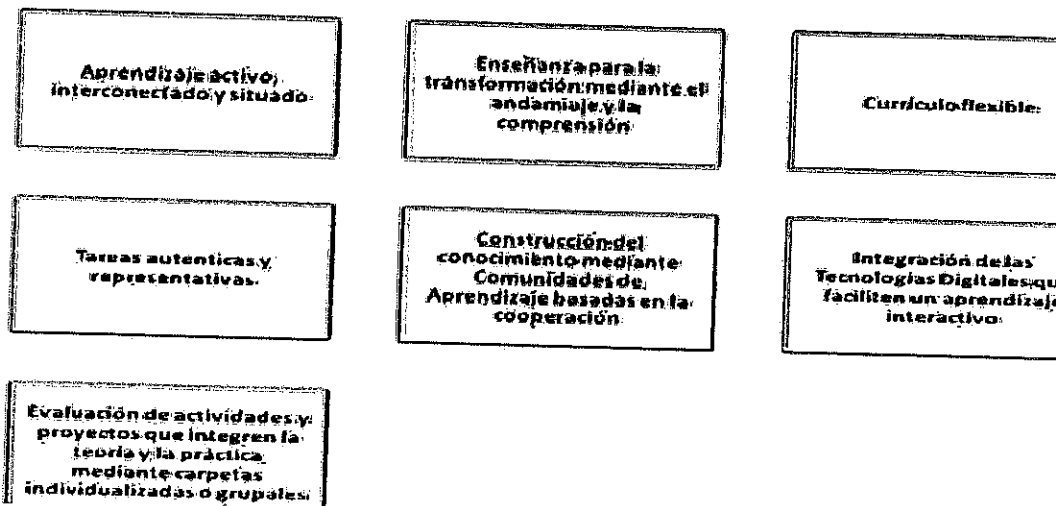 Aprendizaje activo,
interconectado y situado
Enseñanza para la
transformación mediante el
andamiaje y la
comprensión
Currículo flexible
Tareas autenticas y
representativas.
Construcción del
conocimiento mediante
Comunidades de
Aprendizaje basadas en la
cooperación
Integración de las
Tecnologías Digitales qu
faciliten un aprendizaje
interactivo
Evaluación de actividades y
proyectos que integren la
teoría y la práctica
mediante carpetas
individualizadas o grupales